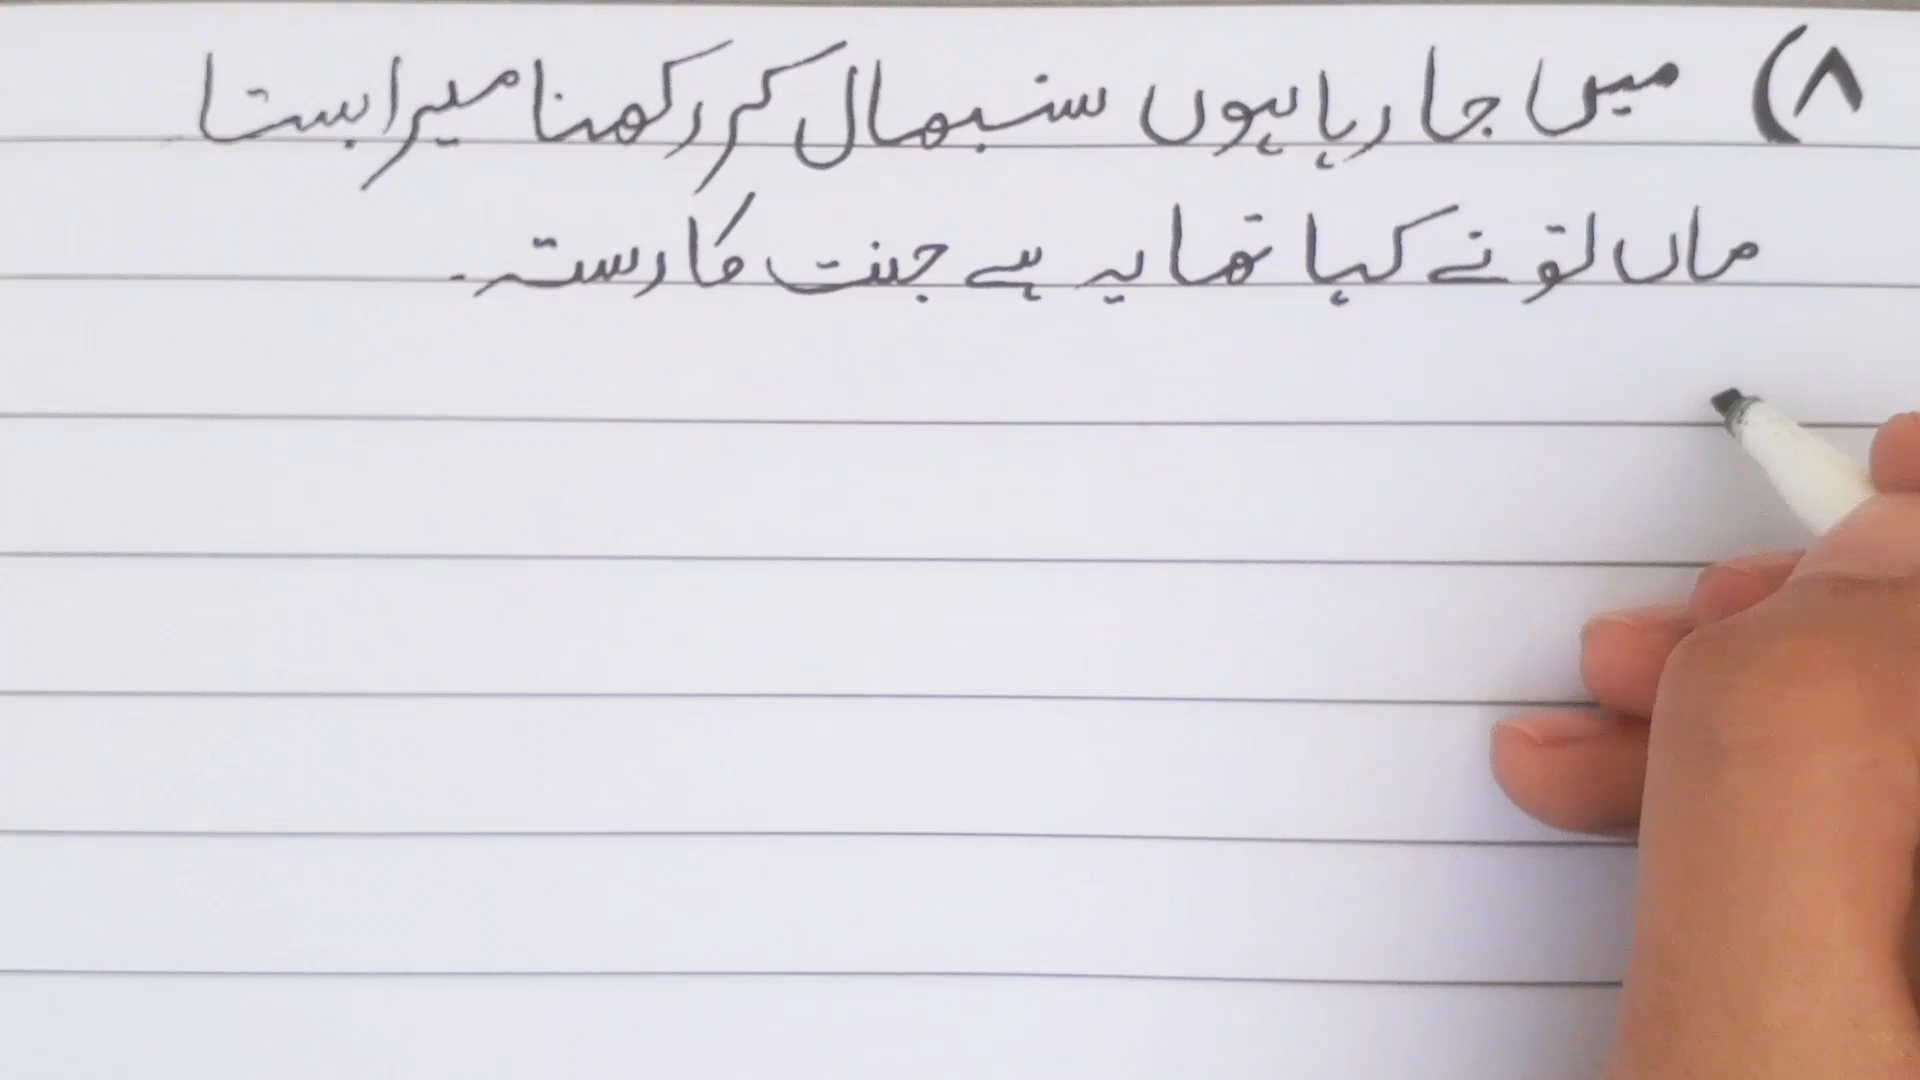 ۸) میں جا رہا ہوں سنبھال کر رکھنا میرا بستا
ماں تو نے کہا تھا یہ ہے جنت کا رستہ۔